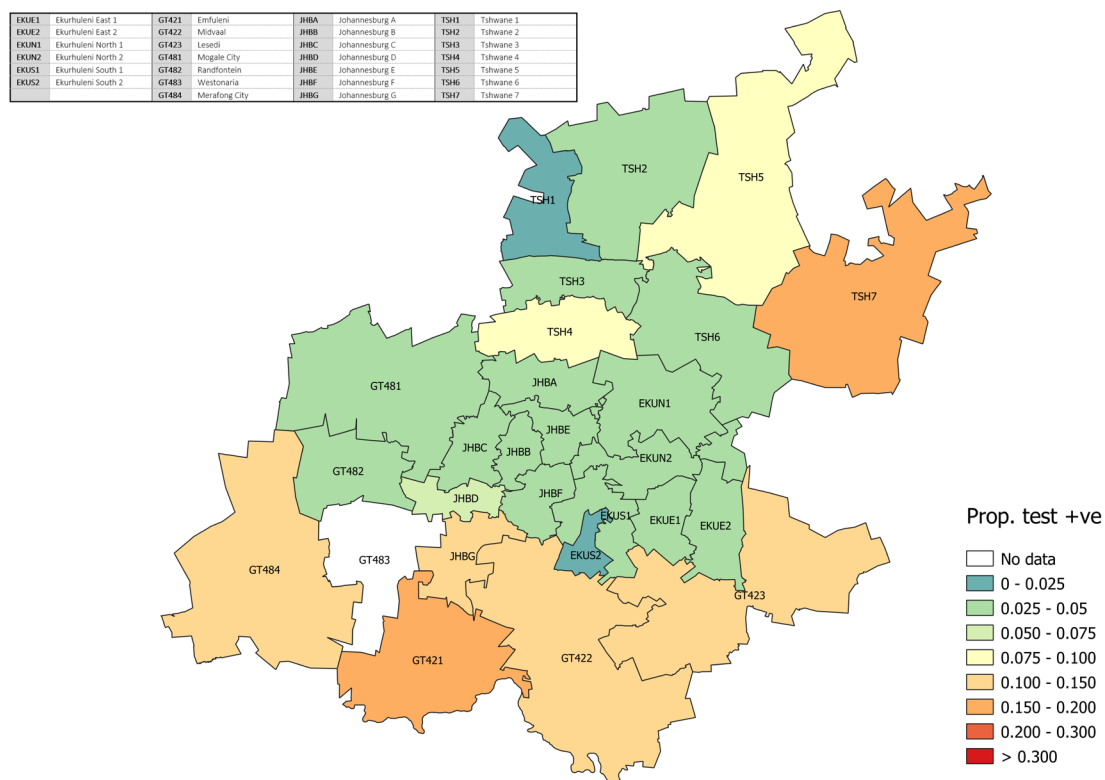 EKUE1 Ekurhuleni East 1 GT421 Emfuleni JHBA Johannesburg A TSH1 Tshwane 1
EKUE2 Ekurhuleni East 2 GT422 Midvaal JHBB Johannesburg B TSH2 Tshwane 2
EKUN1 Ekurhuleni North 1 GT423 Lesedi JHBC Johannesburg C TSH3 Tshwane 3
EKUN2 Ekurhuleni North 2 GT481 Mogale City JHBD Johannesburg D TSH4 Tshwane 4
EKUS1 Ekurhuleni South 1 GT482 Randfontein JHBE Johannesburg E TSH5 Tshwane 5
EKUS2 Ekurhuleni South 2 GT483 Westonaria JHBF Johannesburg F TSH6 Tshwane 6
GT484 Merafong City JHBG Johannesburg G TSH7 Tshwane 7
TSH2
TSH5
TSH1
TSH3
TSH7
TSH4
TSH6
GT481
JHBA
EKUN1
JHBE
JHBC
JHBB
EKUN2
GT482
JHBD
JHBF
EKUS1
EKUE1
EKUE2
JHBG
EKUS2
GT483
GT484
GT423
GT421
GT422
Prop. test +ve
No data
0 - 0.025
0.025 - 0.05
0.050 - 0.075
0.075 - 0.100
0.100 - 0.150
0.150 - 0.200
0.200 - 0.300
> 0.300